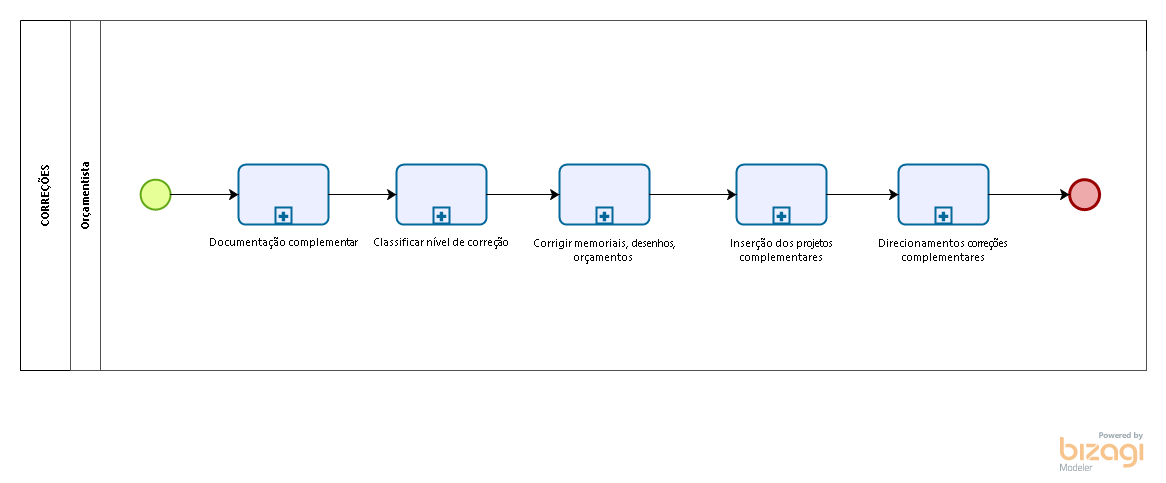 CORREÇÕES
Orçamentista
Documentação complementar
Classificar nível de correção
Corrigir memoriais, desenhos,
orçamentos
Inserção dos projetos
complementares
Direcionamentos correções
complementares
Powered by
bizagi
Modeler